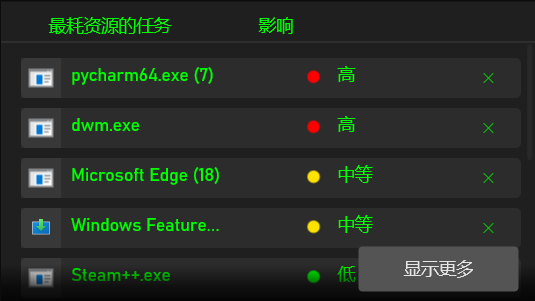 最耗资源的任务 影响
pycharm64.exe (7) 高
dwm.exe 高
Microsoft Edge (18) 中等
Windows Feature... 中等
Steam++.exe 低
显示更多